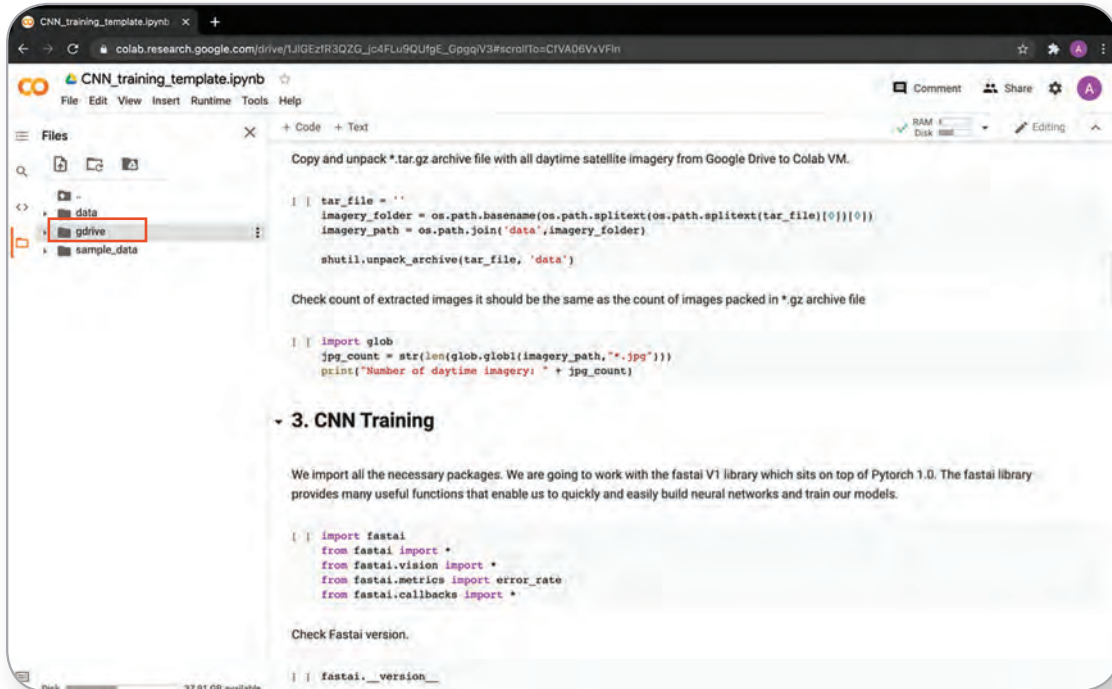 CNN_training_template.ipynb
colab.research.google.com/drive/1JIGEzfR3QZG_jc4FLu9QUfgE_GpgqiV3#scrollTo=CfVA06VxVFln
A
CNN_training_template.ipynb
File Edit View Insert Runtime Tools Help
Comment Share A
Files
+ Code + Text
RAM
Disk
Editing
..
data
gdrive
sample_data
Copy and unpack *.tar.gz archive file with all daytime satellite imagery from Google Drive to Colab VM.
[ ] tar_file = ''
imagery_folder = os.path.basename(os.path.splitext(os.path.splitext(tar_file)[0])[0])
imagery_path = os.path.join('data',imagery_folder)
shutil.unpack_archive(tar_file, 'data')
Check count of extracted images it should be the same as the count of images packed in *.gz archive file
[ ] import glob
jpg_count = str(len(glob.glob1(imagery_path,"*.jpg")))
print("Number of daytime imagery: " + jpg_count)
3. CNN Training
We import all the necessary packages. We are going to work with the fastai V1 library which sits on top of Pytorch 1.0. The fastai library
provides many useful functions that enable us to quickly and easily build neural networks and train our models.
[ ] import fastai
from fastai import *
from fastai.vision import *
from fastai.metrics import error_rate
from fastai.callbacks import *
Check Fastai version.
[ ] fastai.__version__
Disk 37.91 GB available